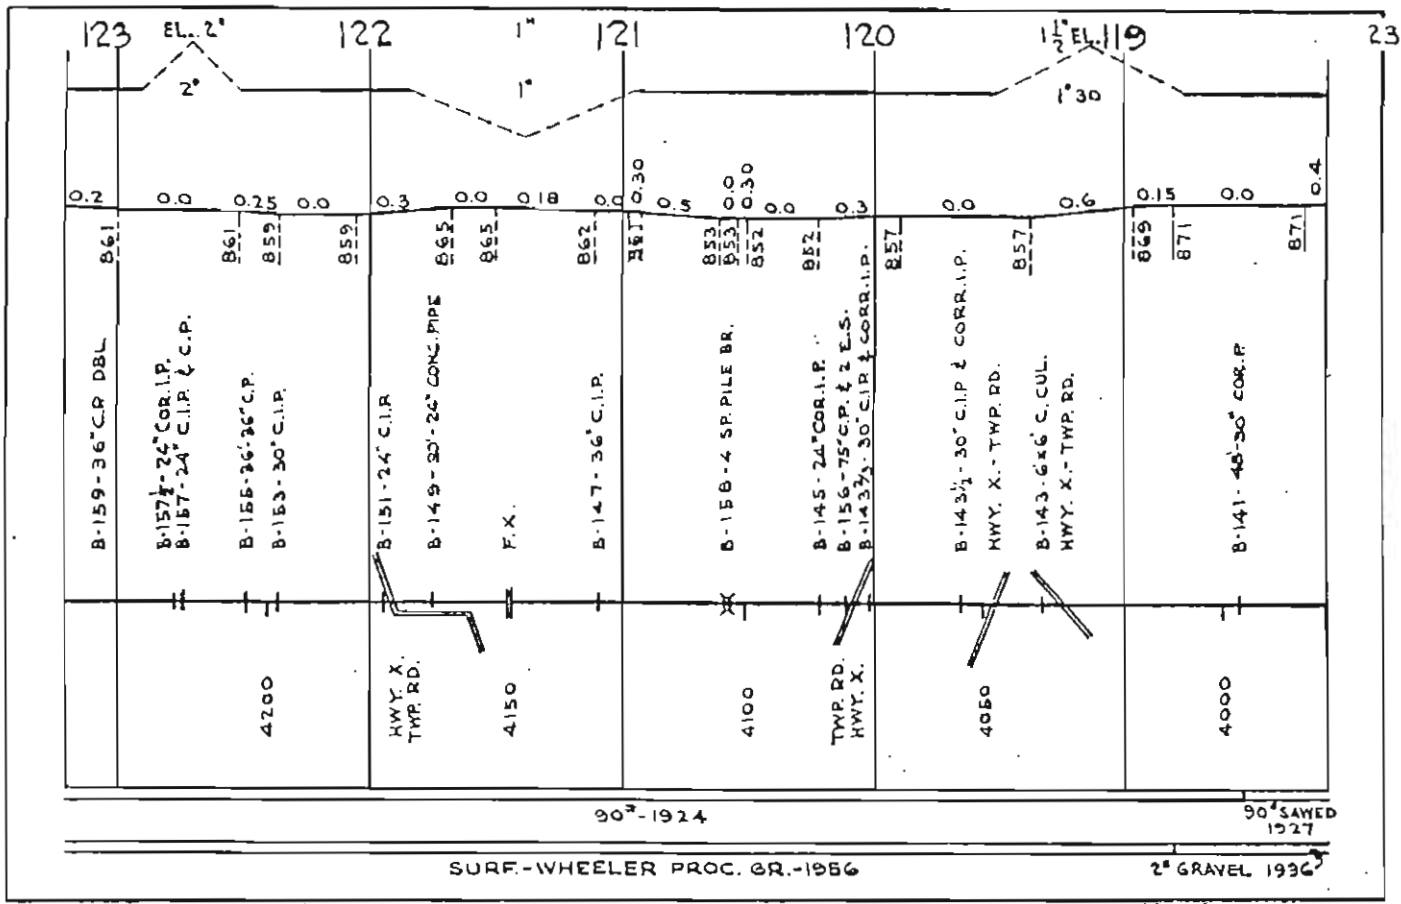 123 EL. 2" 122 1" 121 120 1½" EL. 119 23
2° 1° 1°30
0.2 0.0 0.25 0.0 0.3 0.0 0.18 0.0 0.30 0.5 0.0 0.30 0.0 0.3 0.0 0.6 0.15 0.0 0.4
861 861 859 859 865 865 862 861 853 853 852 852 857 857 869 871 871
B-159-36" C.P. DBL.
B-157½-24" COR.I.P.
B-157-24" C.I.P. & C.P.
B-155-36'-36" C.P.
B-153-30" C.I.P.
B-151-24" C.I.P.
B-149-30'-24" CONC. PIPE
F.X.
B-147-36" C.I.P.
B-158-4 SP. PILE BR.
B-145-24" COR.I.P.
B-156-75" C.P. & 2 E.S.
B-143⅔-30" C.I.P. & CORR.I.P.
B-143½-30" C.I.P & CORR.I.P.
HWY. X.-TWP. RD.
B-143-6'x6' C. CUL.
HWY. X.-TWP. RD.
B-141-48'-30" COR.P.
4200
HWY. X.
TWP. RD.
4150
4100
TWP. RD.
HWY. X.
4050
4000
90#-1924
90# SAWED
1927
SURF.-WHEELER PROC. GR.-1956
2" GRAVEL 1936